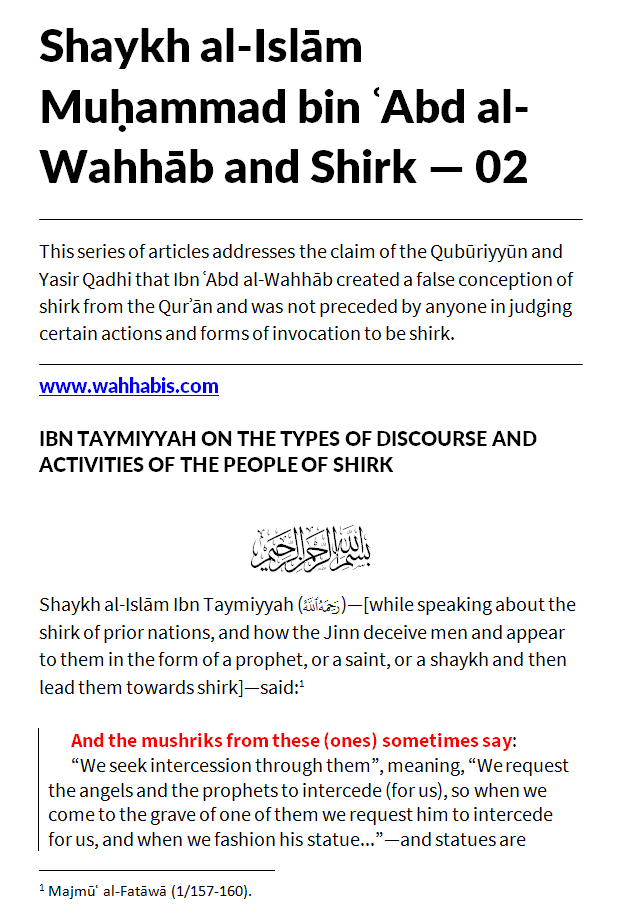 Shaykh al-Islām
Muḥammad bin ʿAbd al-
Wahhāb and Shirk — 02
This series of articles addresses the claim of the Qubūriyyūn and
Yasir Qadhi that Ibn ʿAbd al-Wahhāb created a false conception of
shirk from the Qurʾān and was not preceded by anyone in judging
certain actions and forms of invocation to be shirk.
www.wahhabis.com
IBN TAYMIYYAH ON THE TYPES OF DISCOURSE AND
ACTIVITIES OF THE PEOPLE OF SHIRK
بسم الله الرحمن الرحيم
Shaykh al-Islām Ibn Taymiyyah (رحمه الله)—[while speaking about the
shirk of prior nations, and how the Jinn deceive men and appear
to them in the form of a prophet, or a saint, or a shaykh and then
lead them towards shirk]—said:¹
And the mushriks from these (ones) sometimes say:
“We seek intercession through them”, meaning, “We request
the angels and the prophets to intercede (for us), so when we
come to the grave of one of them we request him to intercede
for us, and when we fashion his statue...”—and statues are
¹ Majmūʿ al-Fatāwā (1/157-160).